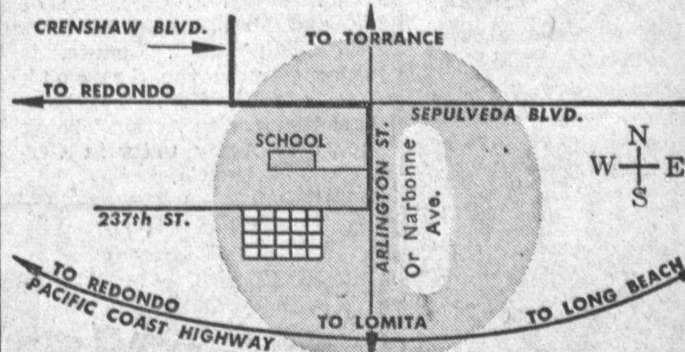 CRENSHAW BLVD.
TO TORRANCE
TO REDONDO
SEPULVEDA BLVD.
SCHOOL
ARLINGTON ST.
Or Narbonne
Ave.
N
W E
S
237th ST.
TO REDONDO
PACIFIC COAST HIGHWAY
TO LOMITA
TO LONG BEACH